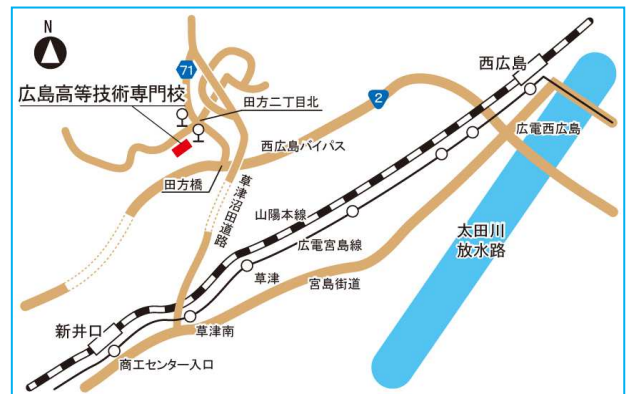 N
71
西広島
広島高等技術専門校
田方二丁目北
2
広電西広島
西広島バイパス
田方橋
草津沼田道路
山陽本線
太田川
放水路
広電宮島線
草津
宮島街道
新井口
草津南
商工センター入口